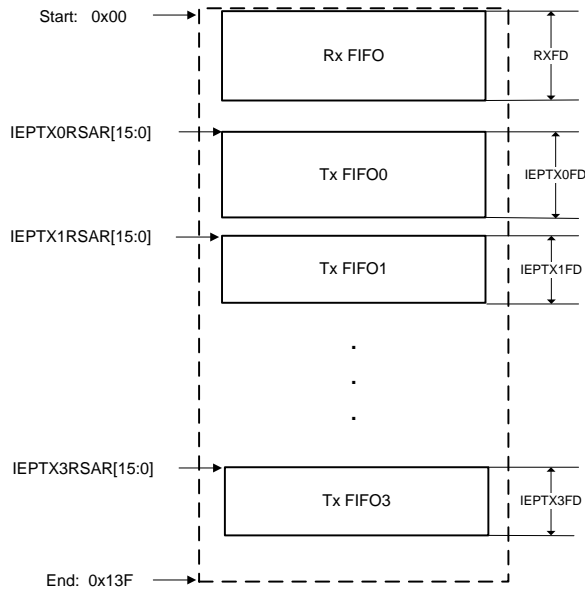 Start: 0x00
Rx FIFO
RXFD
IEPTX0RSAR[15:0]
Tx FIFO0
IEPTX0FD
IEPTX1RSAR[15:0]
Tx FIFO1
IEPTX1FD
.
.
.
IEPTX3RSAR[15:0]
Tx FIFO3
IEPTX3FD
End: 0x13F